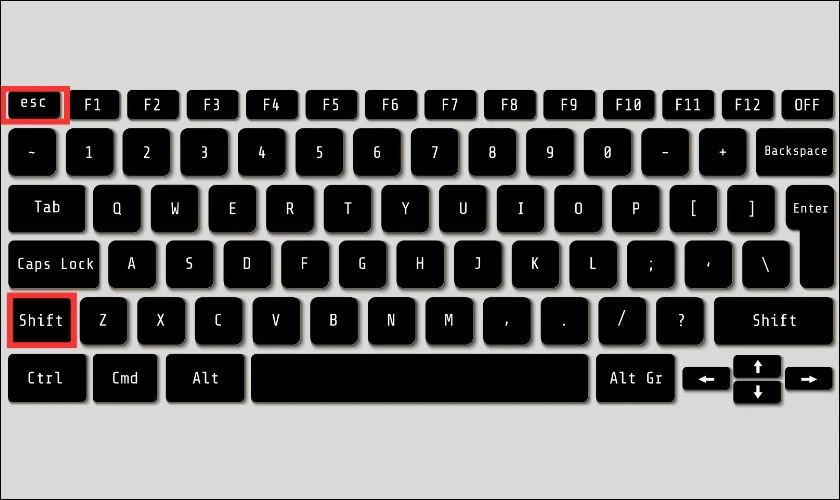 esc F1 F2 F3 F4 F5 F6 F7 F8 F9 F10 F11 F12 OFF
~ 1 2 3 4 5 6 7 8 9 0 - + Backspace
Tab Q W E R T Y U I O P [ ] Enter
Caps Lock A S D F G H J K L ; ‘ \
Shift Z X C V B N M , . / ? Shift
Ctrl Cmd Alt Alt Gr ← ↑ ↓ →